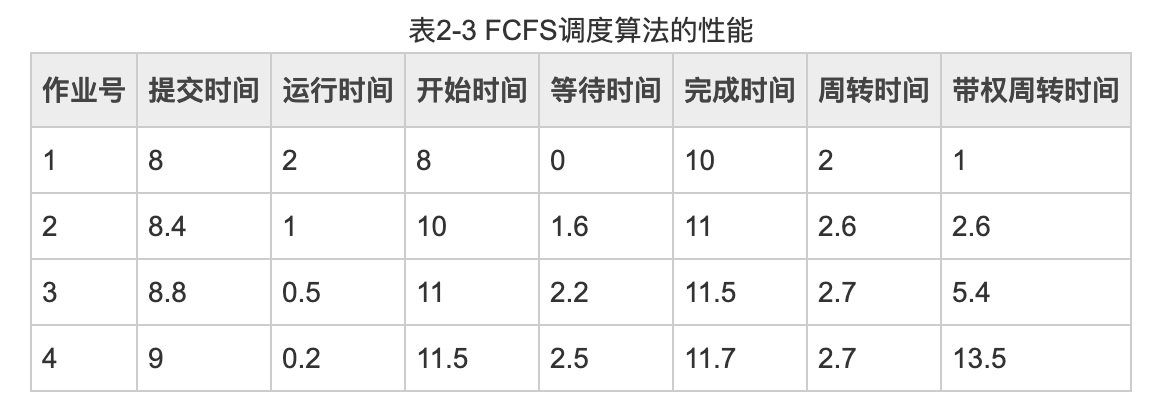 表2-3 FCFS调度算法的性能
作业号 提交时间 运行时间 开始时间 等待时间 完成时间 周转时间 带权周转时间
1 8 2 8 0 10 2 1
2 8.4 1 10 1.6 11 2.6 2.6
3 8.8 0.5 11 2.2 11.5 2.7 5.4
4 9 0.2 11.5 2.5 11.7 2.7 13.5